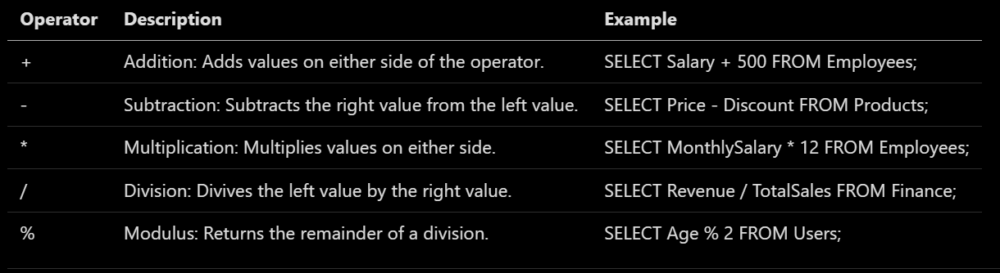 Operator Description Example
+ Addition: Adds values on either side of the operator. SELECT Salary + 500 FROM Employees;
- Subtraction: Subtracts the right value from the left value. SELECT Price - Discount FROM Products;
* Multiplication: Multiplies values on either side. SELECT MonthlySalary * 12 FROM Employees;
/ Division: Divives the left value by the right value. SELECT Revenue / TotalSales FROM Finance;
% Modulus: Returns the remainder of a division. SELECT Age % 2 FROM Users;